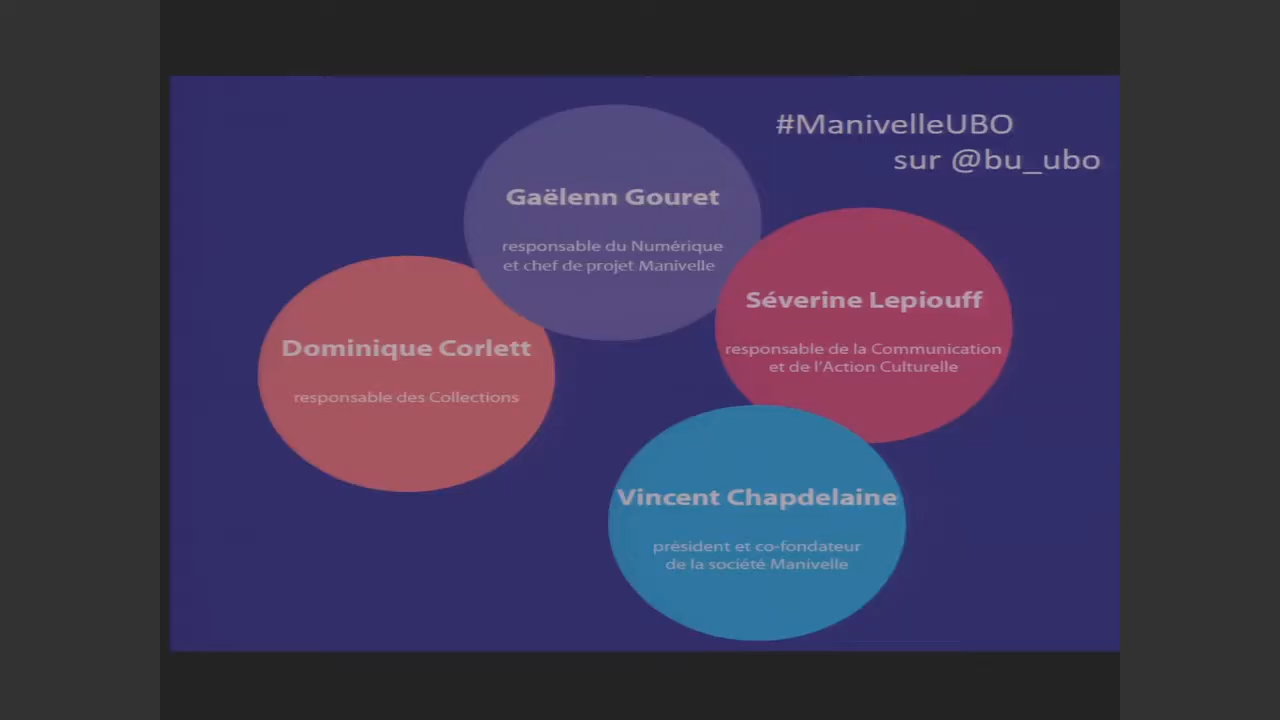 #ManivelleUBO
sur @bu_ubo
Gaëlenn Gouret
responsable du Numérique
et chef de projet Manivelle
Séverine Lepiouff
responsable de la Communication
et de l'Action Culturelle
Dominique Corlett
responsable des Collections
Vincent Chapdelaine
président et co-fondateur
de la société Manivelle